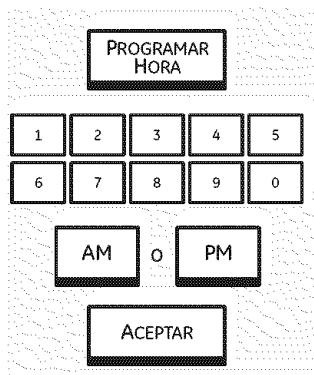 PROGRAMAR
HORA
1 2 3 4 5
6 7 8 9 0
AM O PM
ACEPTAR